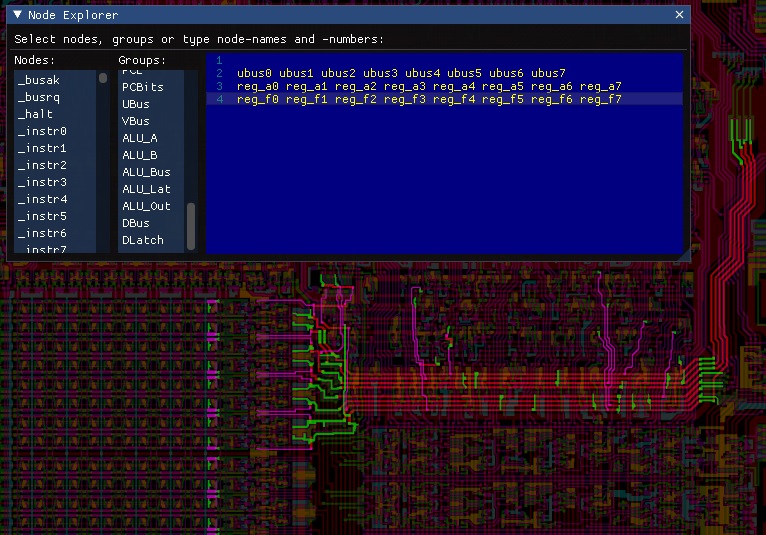 ▼ Node Explorer ✕
Select nodes, groups or type node-names and -numbers:
Nodes:
_busak
_busrq
_halt
_instr0
_instr1
_instr2
_instr3
_instr4
_instr5
_instr6
_instr7
Groups:
PCL
PCBits
UBus
VBus
ALU_A
ALU_B
ALU_Bus
ALU_Lat
ALU_Out
DBus
DLatch
1
2 ubus0 ubus1 ubus2 ubus3 ubus4 ubus5 ubus6 ubus7
3 reg_a0 reg_a1 reg_a2 reg_a3 reg_a4 reg_a5 reg_a6 reg_a7
4 reg_f0 reg_f1 reg_f2 reg_f3 reg_f4 reg_f5 reg_f6 reg_f7